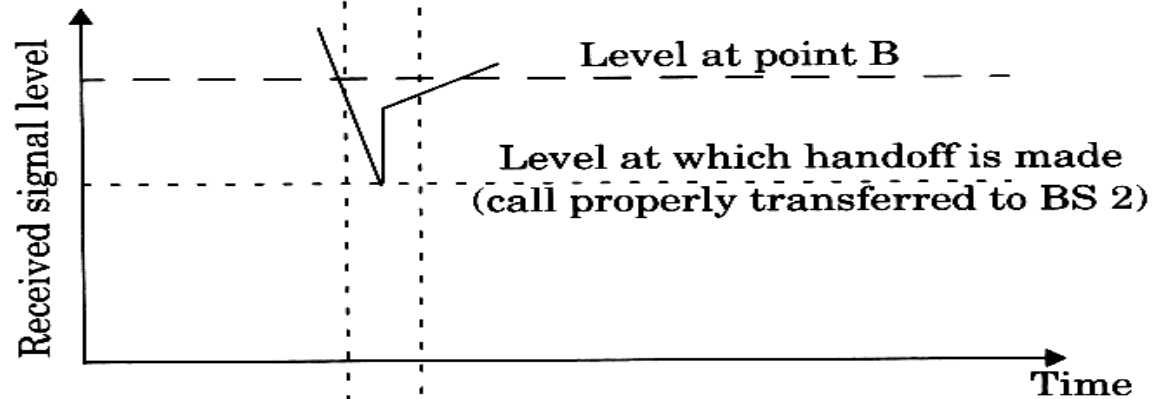 Received signal level
Level at point B
Level at which handoff is made
(call properly transferred to BS 2)
Time